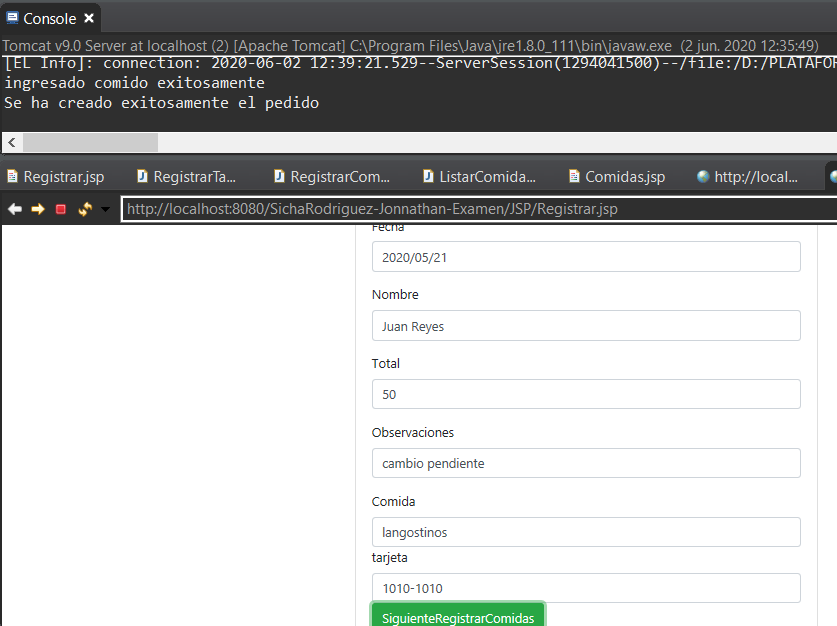 Console
Tomcat v9.0 Server at localhost (2) [Apache Tomcat] C:\Program Files\Java\jre1.8.0_111\bin\javaw.exe (2 jun. 2020 12:35:49)
[EL Info]: connection: 2020-06-02 12:39:21.529--ServerSession(1294041500)--/file:/D:/PLATAFOR
ingresado comido exitosamente
Se ha creado exitosamente el pedido
Registrar.jsp RegistrarTa... RegistrarCom... ListarComida... Comidas.jsp http://local...
http://localhost:8080/SichaRodriguez-Jonnathan-Examen/JSP/Registrar.jsp
Fecha
2020/05/21
Nombre
Juan Reyes
Total
50
Observaciones
cambio pendiente
Comida
langostinos
tarjeta
1010-1010
SiguienteRegistrarComidas